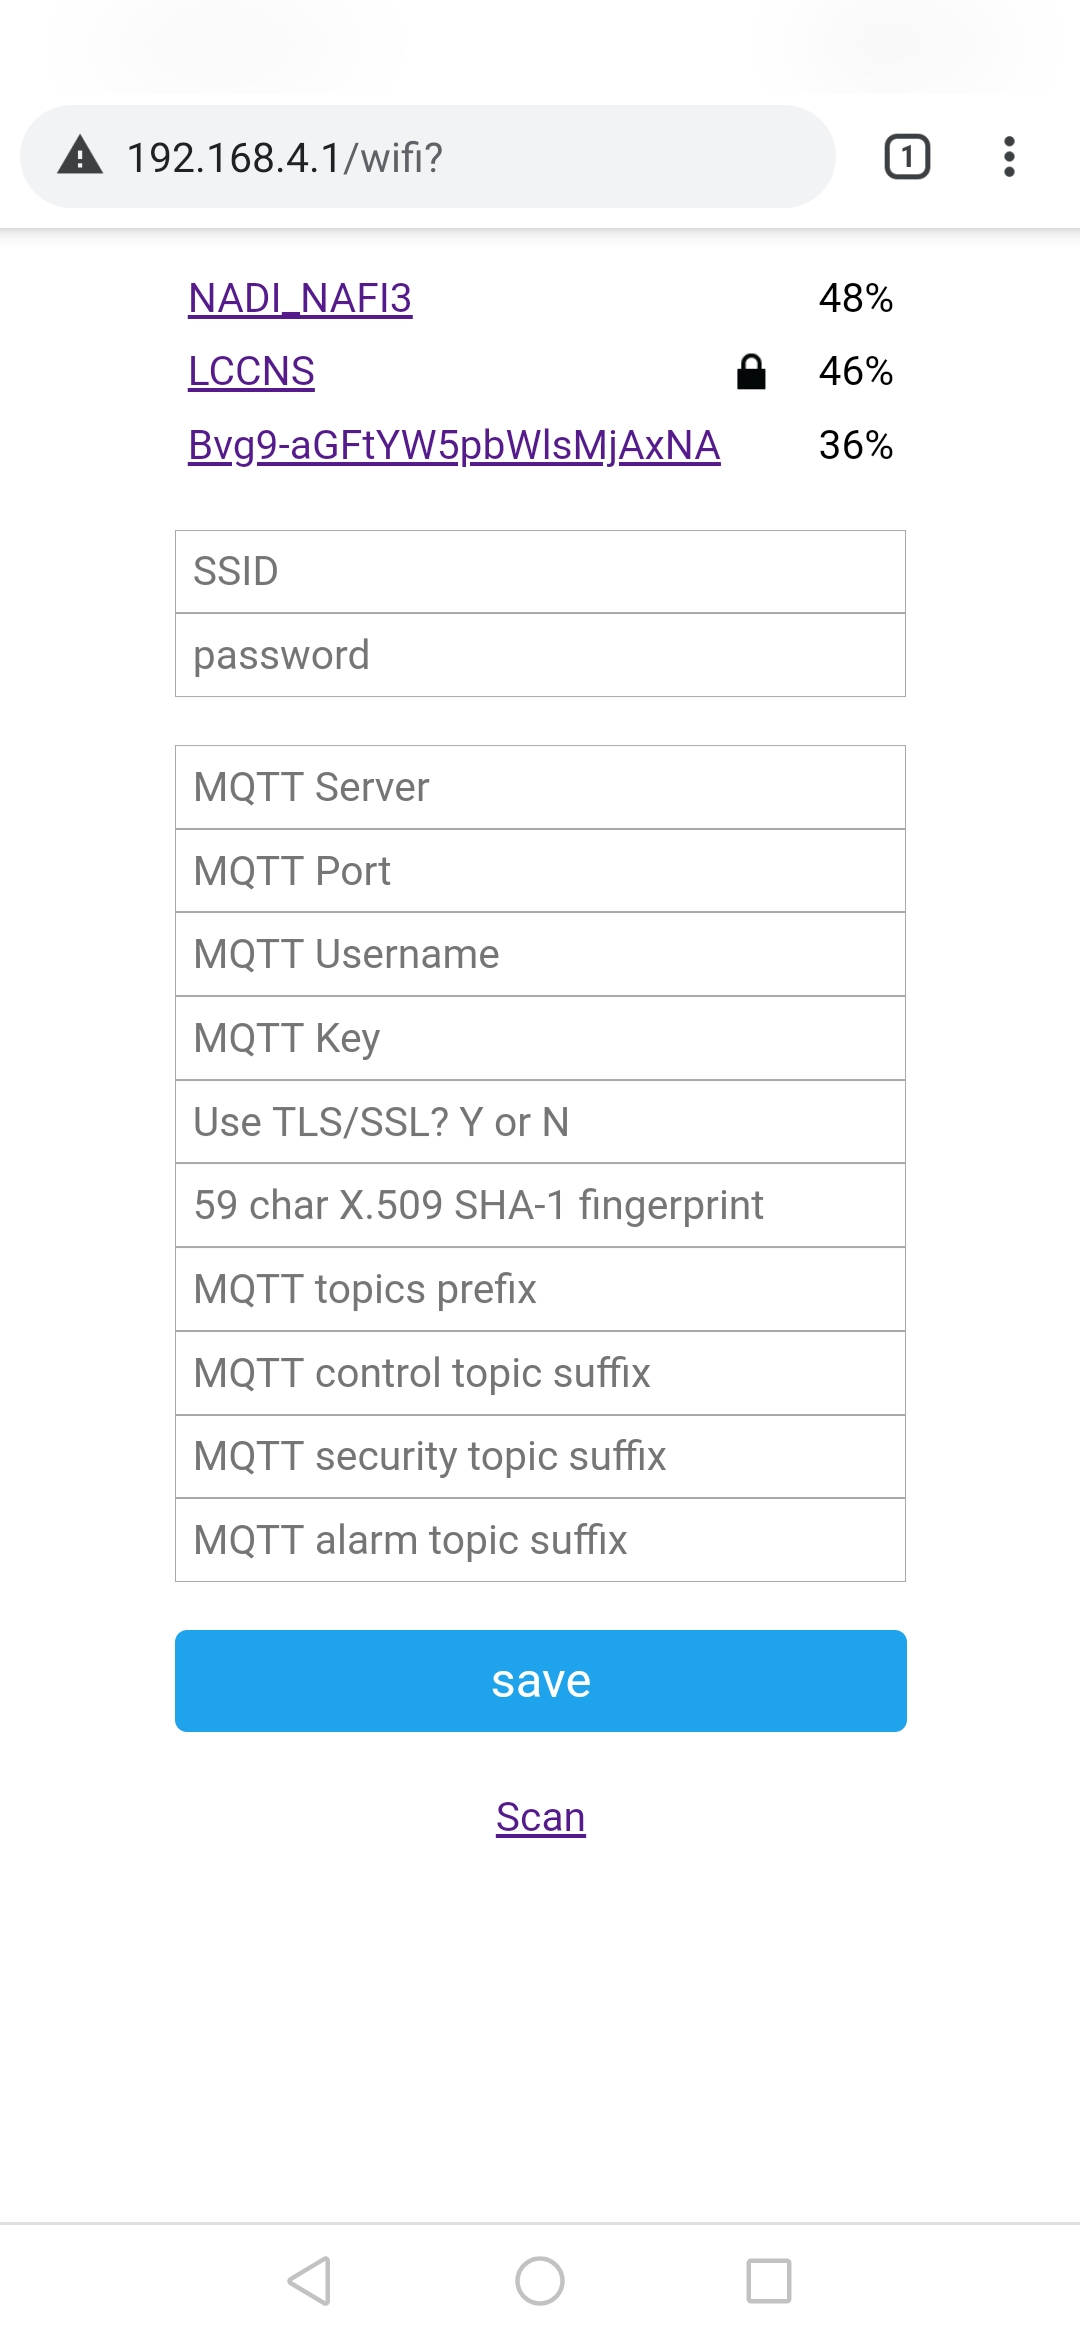 192.168.4.1/wifi?
1
NADI_NAFI3 48%
LCCNS 46%
Bvg9-aGFtYW5pbWlsMjAxNA 36%
SSID
password
MQTT Server
MQTT Port
MQTT Username
MQTT Key
Use TLS/SSL? Y or N
59 char X.509 SHA-1 fingerprint
MQTT topics prefix
MQTT control topic suffix
MQTT security topic suffix
MQTT alarm topic suffix
save
Scan